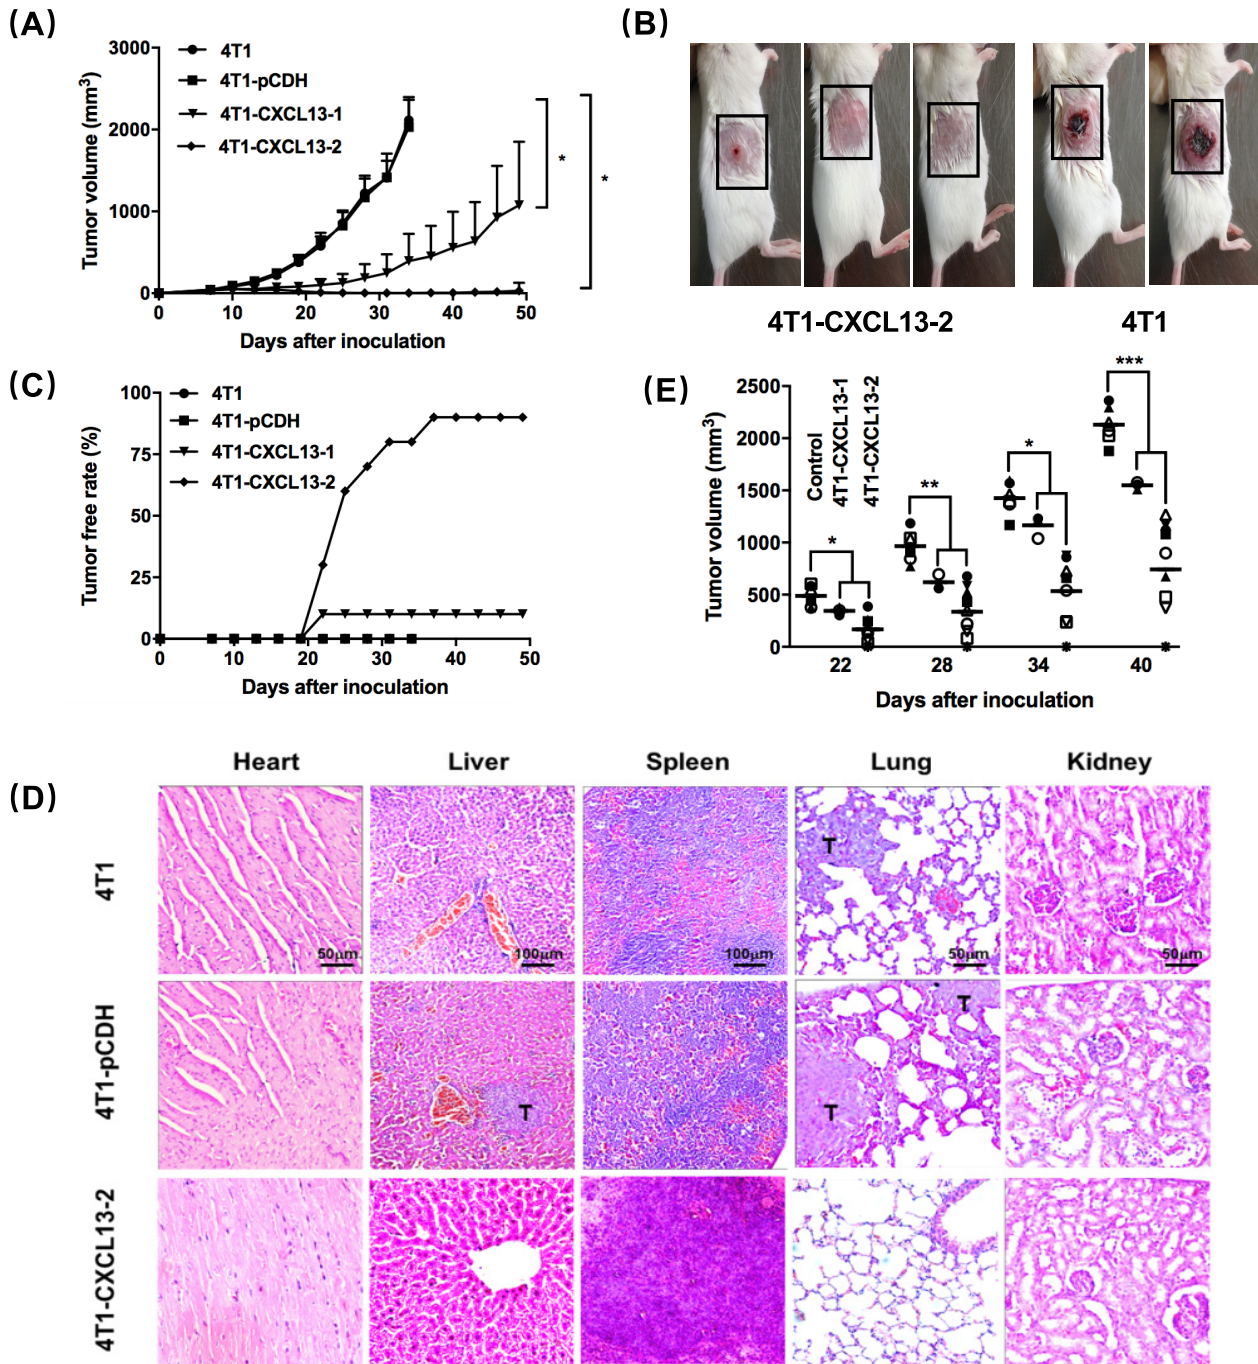 (A)
3000
2000
1000
0
Tumor volume (mm³)
4T1
4T1-pCDH
4T1-CXCL13-1
4T1-CXCL13-2
*
*
0 10 20 30 40 50
Days after inoculation
(B)
4T1-CXCL13-2
4T1
(C)
100
75
50
25
0
Tumor free rate (%)
4T1
4T1-pCDH
4T1-CXCL13-1
4T1-CXCL13-2
0 10 20 30 40 50
Days after inoculation
(E)
2500
2000
1500
1000
500
0
Tumor volume (mm³)
Control
4T1-CXCL13-1
4T1-CXCL13-2
*
**
*
***
22 28 34 40
Days after inoculation
(D)
Heart Liver Spleen Lung Kidney
4T1
50μm
100μm
100μm
T
50μm
50μm
4T1-pCDH
T
T
T
4T1-CXCL13-2